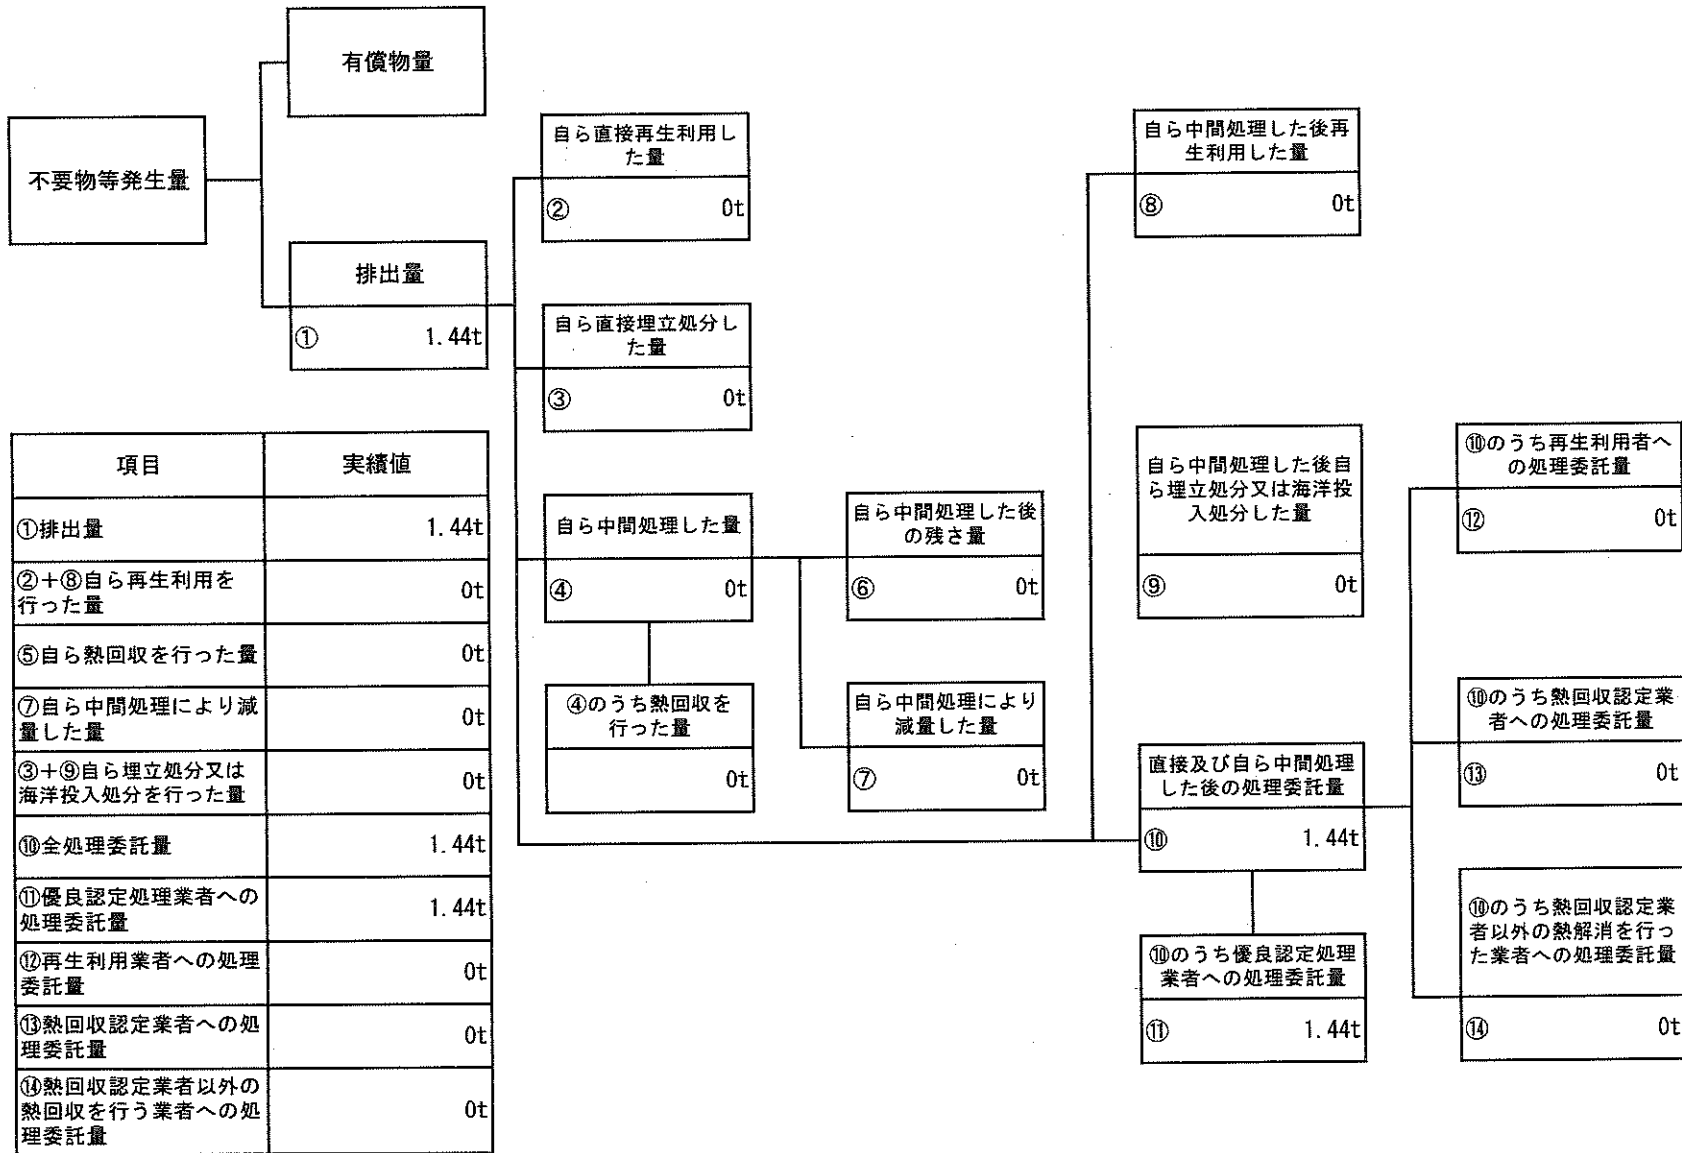 有償物量
不要物等発生量
排出量
① 1.44t
自ら直接再生利用し
た量
② 0t
自ら直接埋立処分し
た量
③ 0t
自ら中間処理した量
④ 0t
④のうち熱回収を
行った量
0t
自ら中間処理した後
の残さ量
⑥ 0t
自ら中間処理により
減量した量
⑦ 0t
自ら中間処理した後再
生利用した量
⑧ 0t
自ら中間処理した後自
ら埋立処分又は海洋投
入処分した量
⑨ 0t
直接及び自ら中間処理
した後の処理委託量
⑩ 1.44t
⑩のうち優良認定処理
業者への処理委託量
⑪ 1.44t
⑩のうち再生利用者へ
の処理委託量
⑫ 0t
⑩のうち熱回収認定業
者への処理委託量
⑬ 0t
⑩のうち熱回収認定業
者以外の熱解消を行っ
た業者への処理委託量
⑭ 0t
項目 実績値
①排出量 1.44t
②+⑧自ら再生利用を
行った量 0t
⑤自ら熱回収を行った量 0t
⑦自ら中間処理により減
量した量 0t
③+⑨自ら埋立処分又は
海洋投入処分を行った量 0t
⑩全処理委託量 1.44t
⑪優良認定処理業者への
処理委託量 1.44t
⑫再生利用業者への処理
委託量 0t
⑬熱回収認定業者への処
理委託量 0t
⑭熱回収認定業者以外の
熱回収を行う業者への処
理委託量 0t